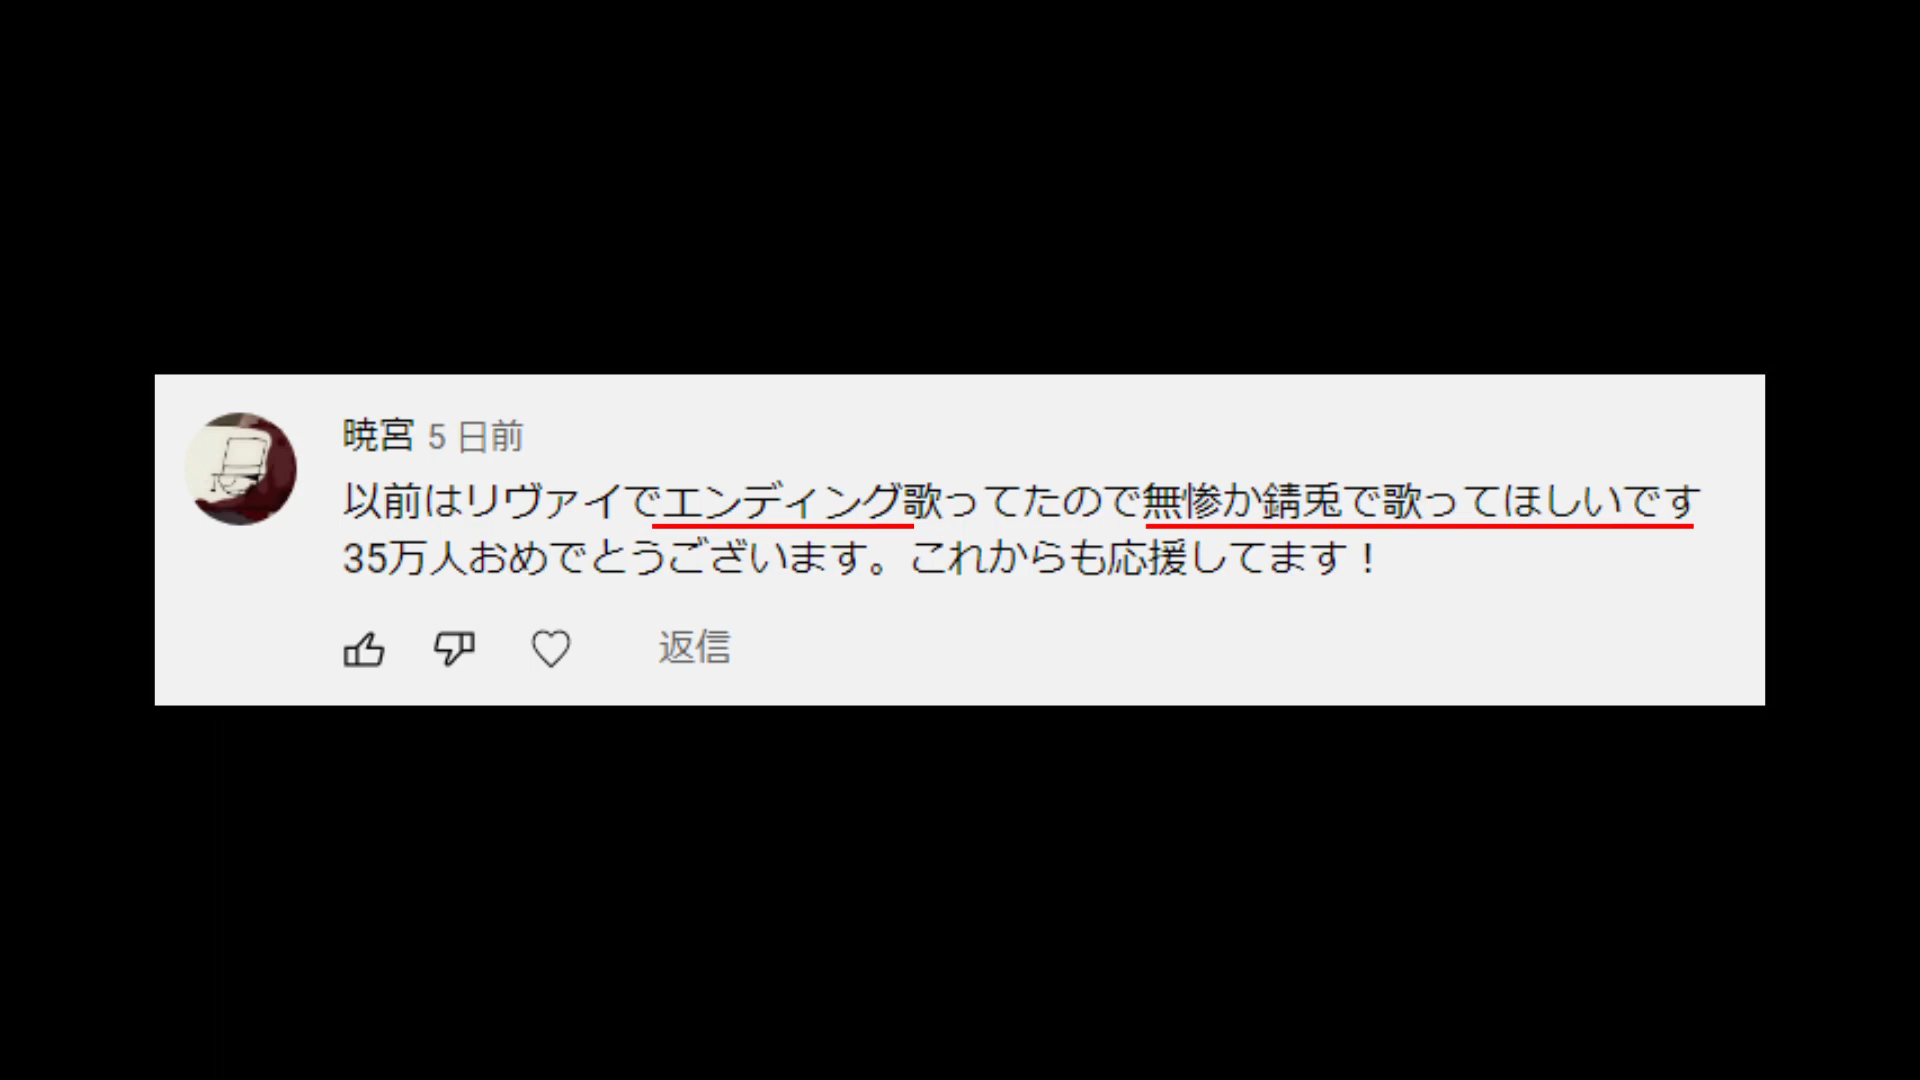 暁宮 5 日前
以前はリヴァイでエンディング歌ってたので無惨か錆兎で歌ってほしいです
35万人おめでとうございます。これからも応援してます！
返信